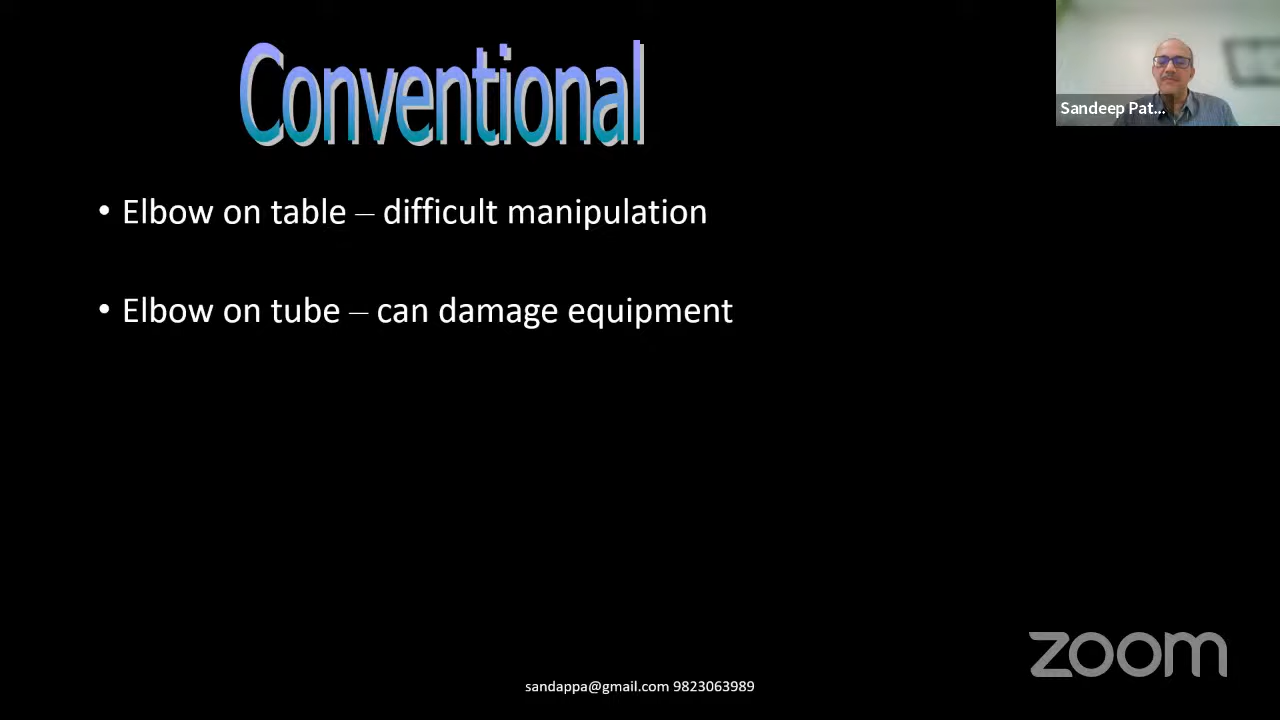 Conventional
Sandeep Pat...
• Elbow on table – difficult manipulation
• Elbow on tube – can damage equipment
zoom
sandappa@gmail.com 9823063989